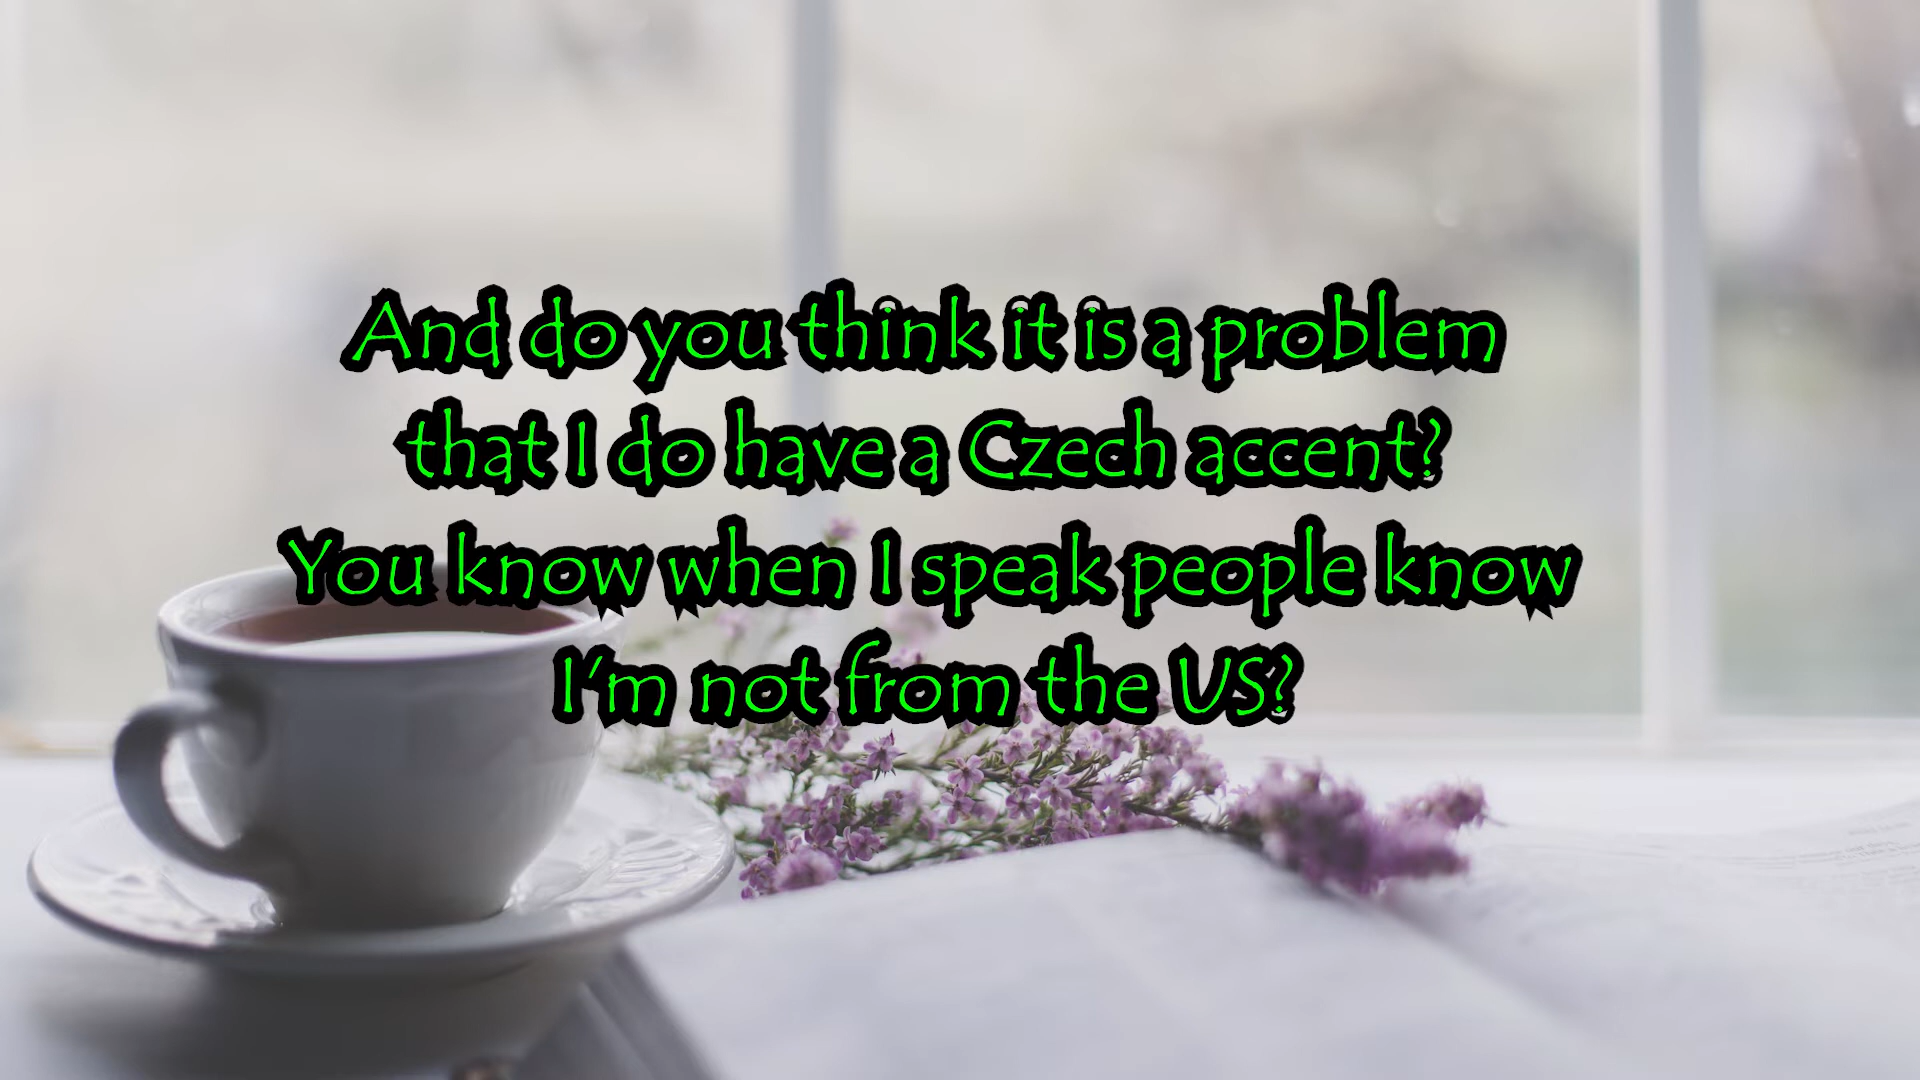 And do you think it is a problem
that I do have a Czech accent?
You know when I speak people know
I'm not from the US?